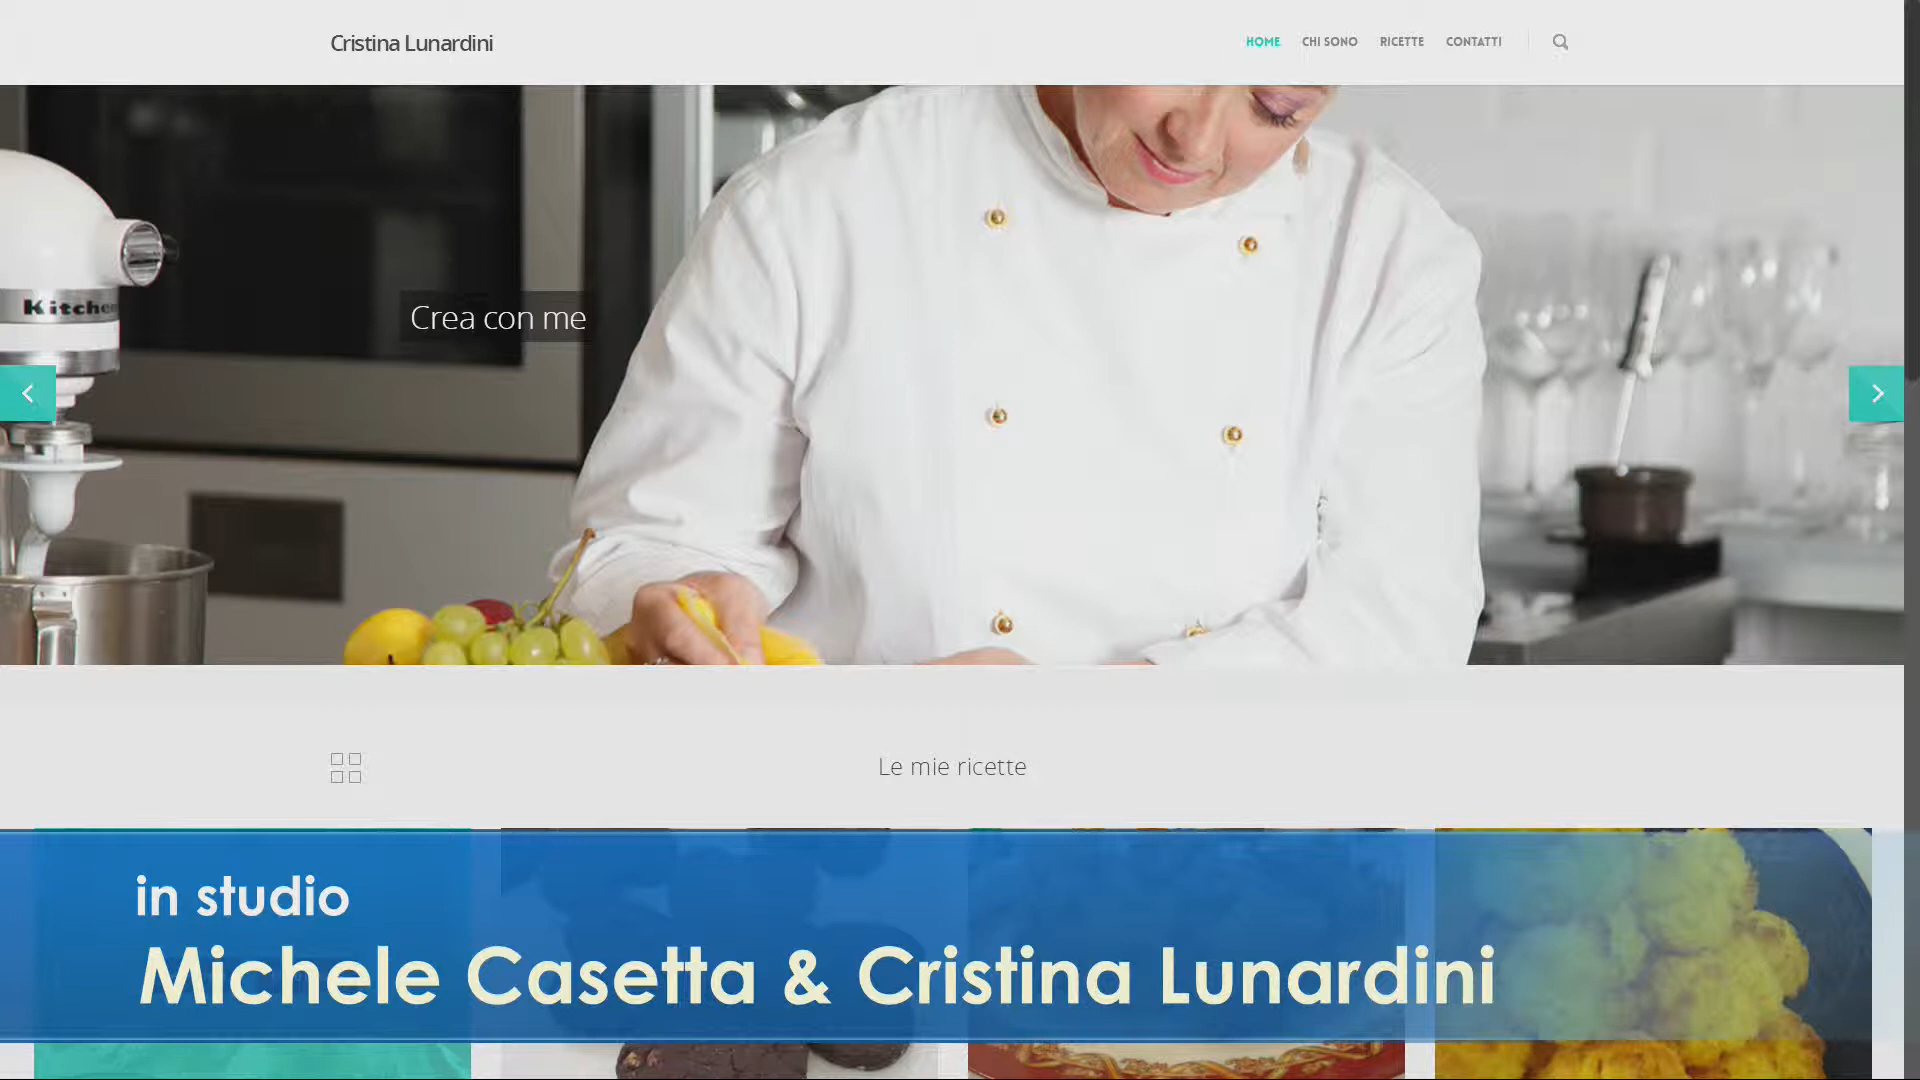 Cristina Lunardini
HOME CHI SONO RICETTE CONTATTI
Kitchen
Crea con me
Le mie ricette
in studio
Michele Casetta & Cristina Lunardini